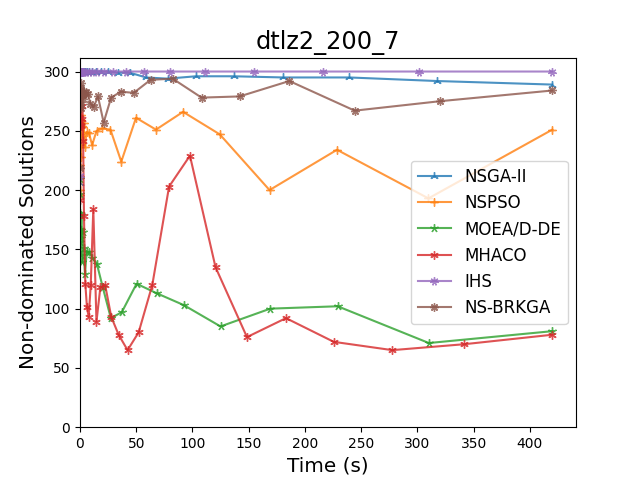 dtlz2_200_7
Non-dominated Solutions
300
250
200
150
100
50
0
0 50 100 150 200 250 300 350 400
Time (s)
NSGA-II
NSPSO
MOEA/D-DE
MHACO
IHS
NS-BRKGA